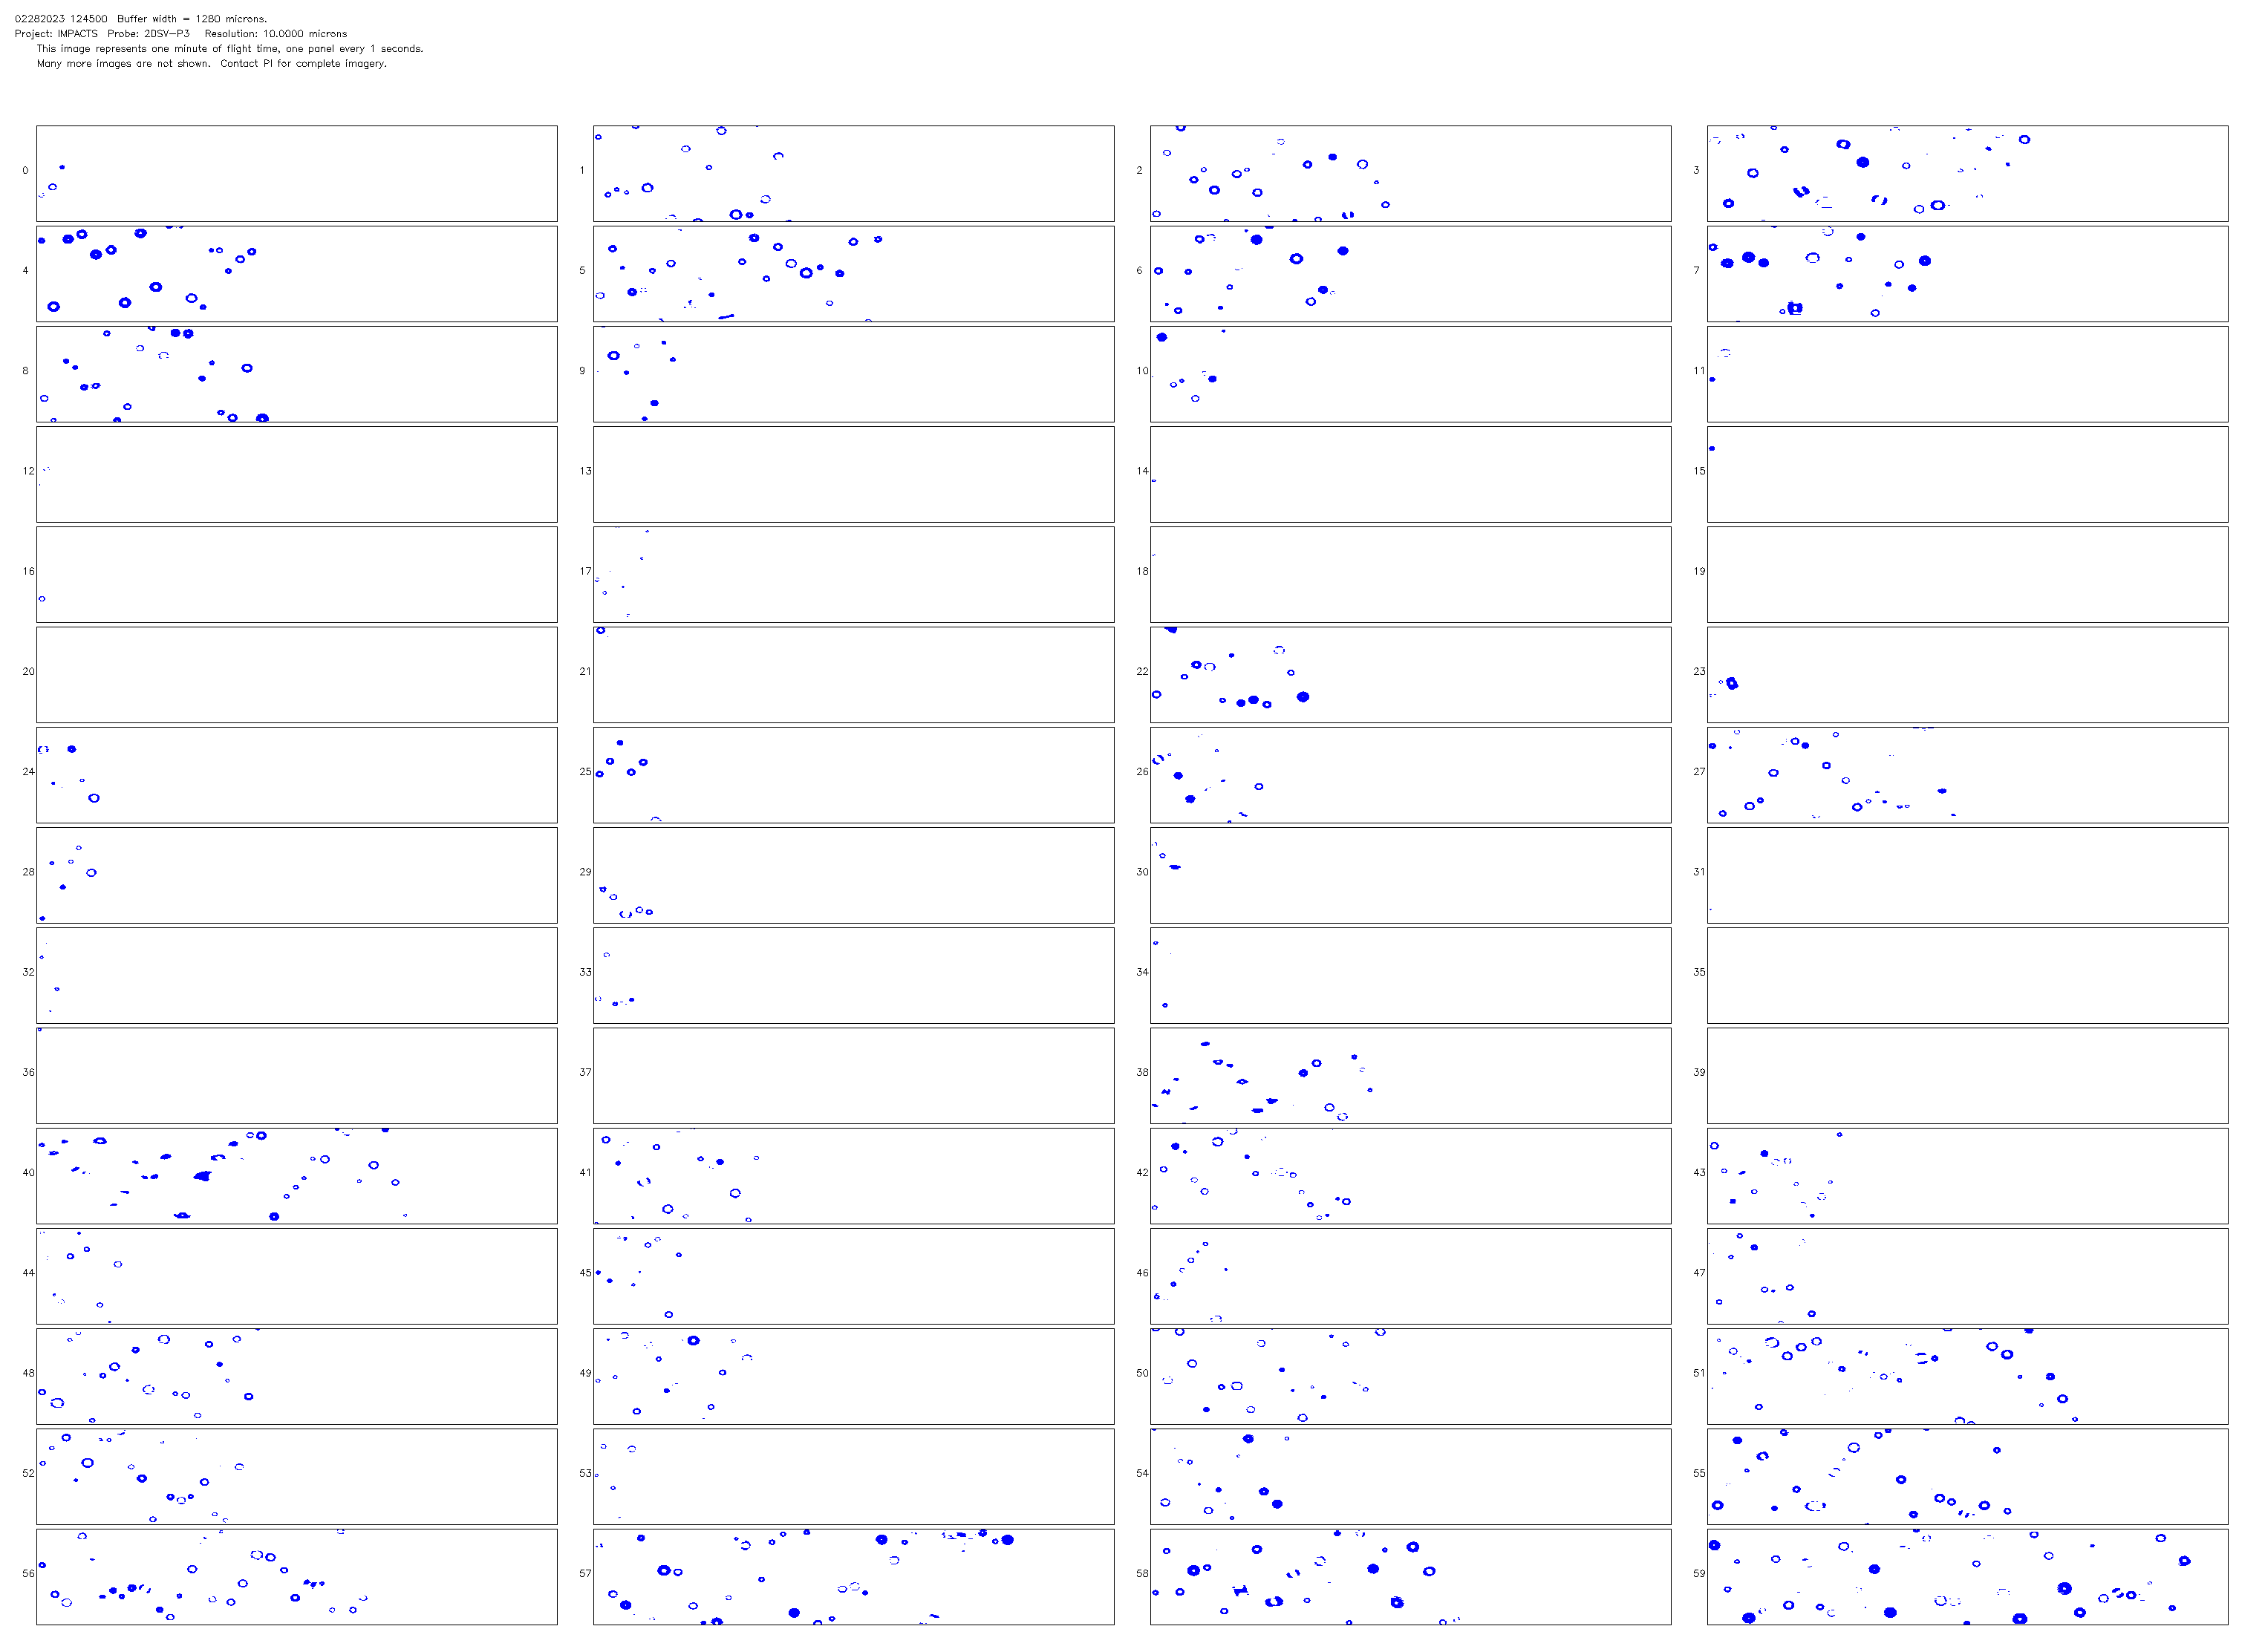 02282023 124500  Buffer width = 1280 microns.
Project: IMPACTS  Probe: 2DSV-P3  Resolution: 10.0000 microns
This image represents one minute of flight time, one panel every 1 seconds.
Many more images are not shown.  Contact PI for complete imagery.
0 1 2 3
4 5 6 7
8 9 10 11
12 13 14 15
16 17 18 19
20 21 22 23
24 25 26 27
28 29 30 31
32 33 34 35
36 37 38 39
40 41 42 43
44 45 46 47
48 49 50 51
52 53 54 55
56 57 58 59